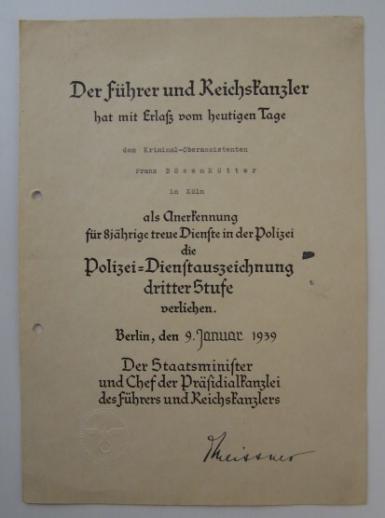 Der Führer und Reichskanzler
hat mit Erlaß vom heutigen Tage
dem Kriminal-Oberassistenten
Franz Bösenkötter
in Köln
als Anerkennung
für 8jährige treue Dienste in der Polizei
die
Polizei=Dienstauszeichnung
dritter Stufe
verliehen.
Berlin, den 9. Januar 1939
Der Staatsminister
und Chef der Präsidialkanzlei
des Führers und Reichskanzlers
Meissner